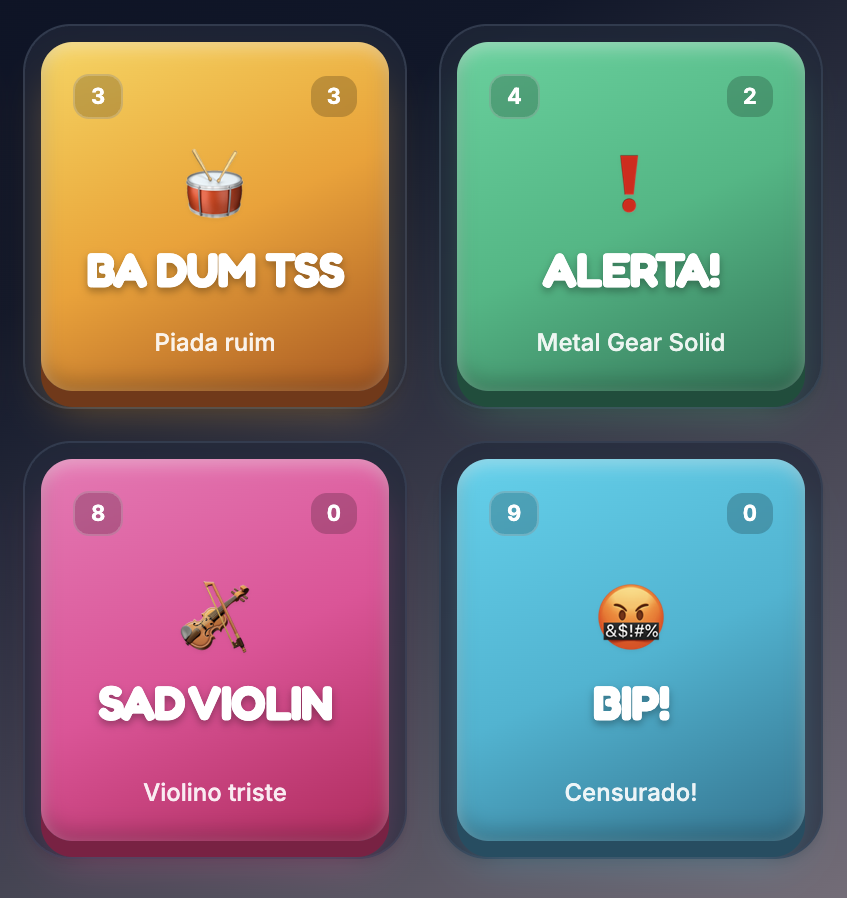 3 3
BA DUM TSS
Piada ruim
4 2
ALERTA!
Metal Gear Solid
8 0
SAD VIOLIN
Violino triste
9 0
&$!#%
BIP!
Censurado!